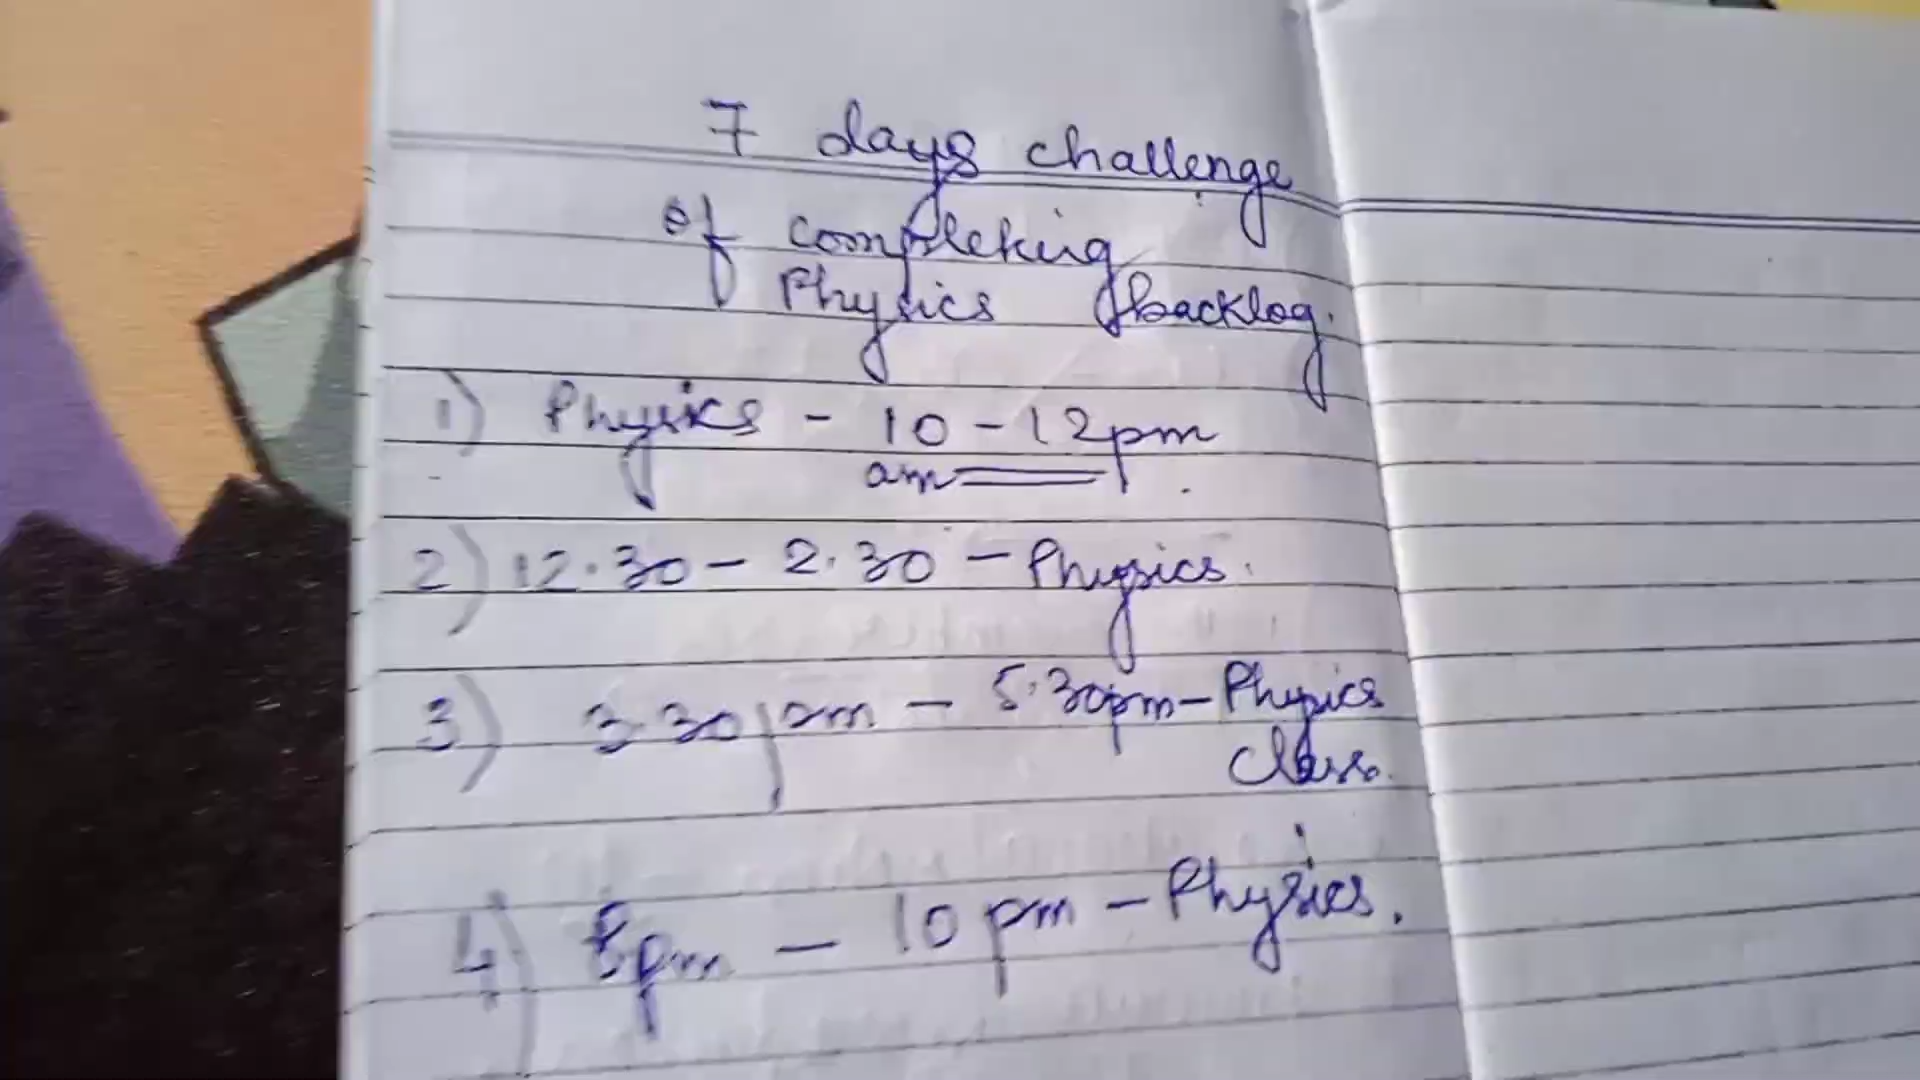 7 days challenge
of completing
Physics backlog.
1) Physics - 10 - 12pm
am
2) 12.30 - 2.30 - Physics.
3) 3.30pm - 5.30pm - Physics
Class.
4) 8pm - 10pm - Physics.